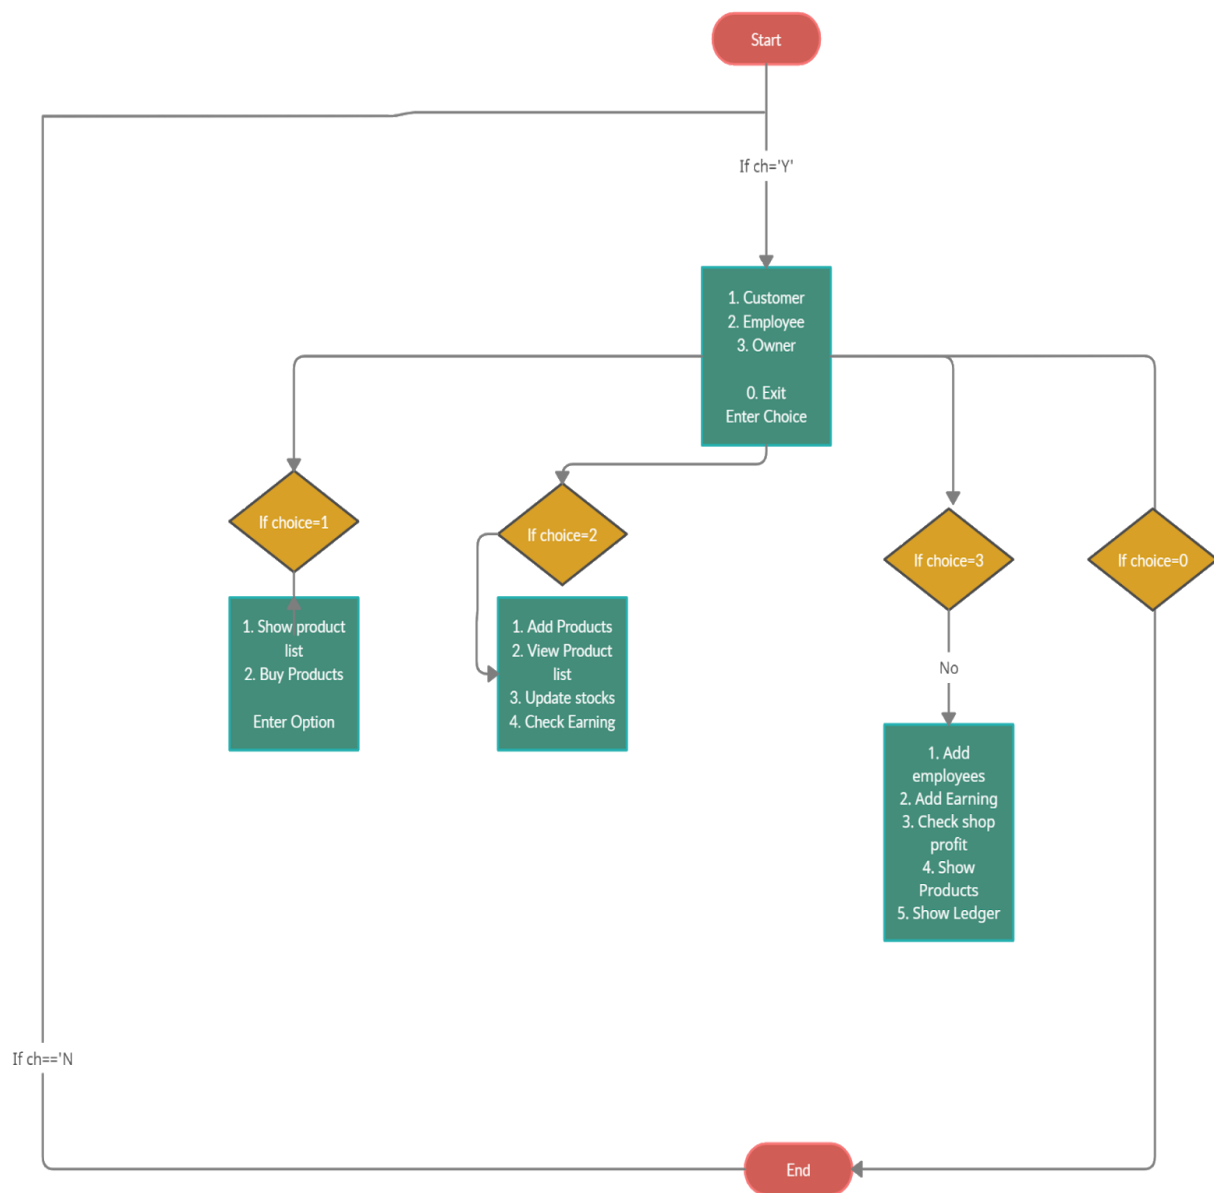 Start
If ch='Y'
1. Customer
2. Employee
3. Owner
0. Exit
Enter Choice
If choice=1
If choice=2
If choice=3
If choice=0
1. Show product
list
2. Buy Products
Enter Option
1. Add Products
2. View Product
list
3. Update stocks
4. Check Earning
No
1. Add
employees
2. Add Earning
3. Check shop
profit
4. Show
Products
5. Show Ledger
If ch=='N
End